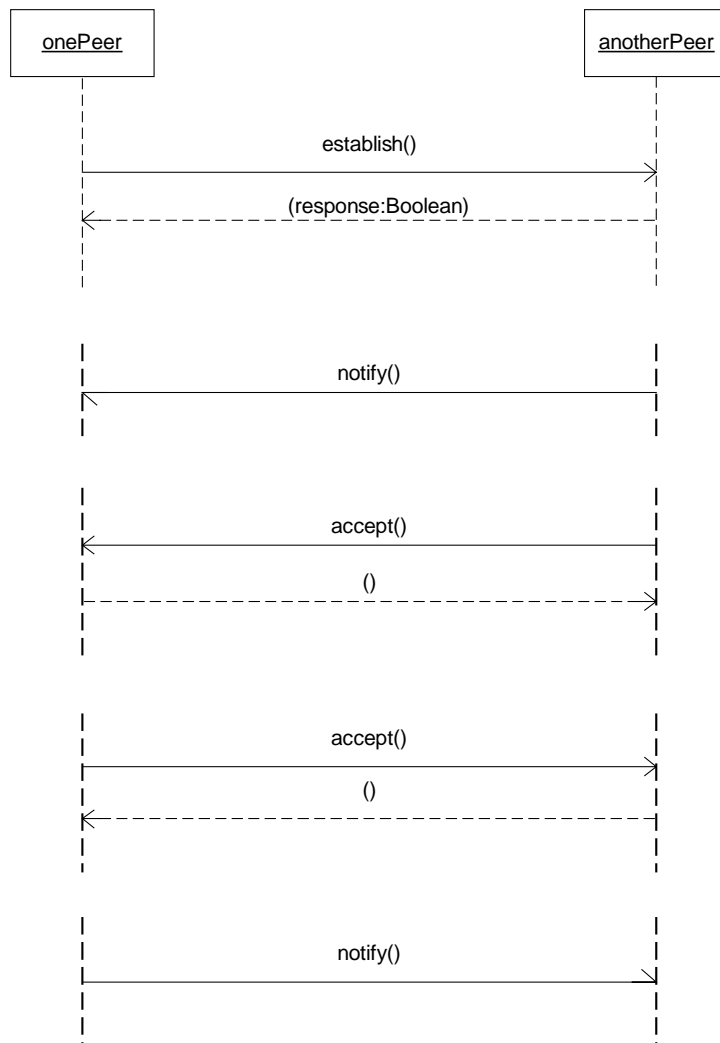 onePeer
anotherPeer
establish()
(response:Boolean)
notify()
accept()
()
accept()
()
notify()